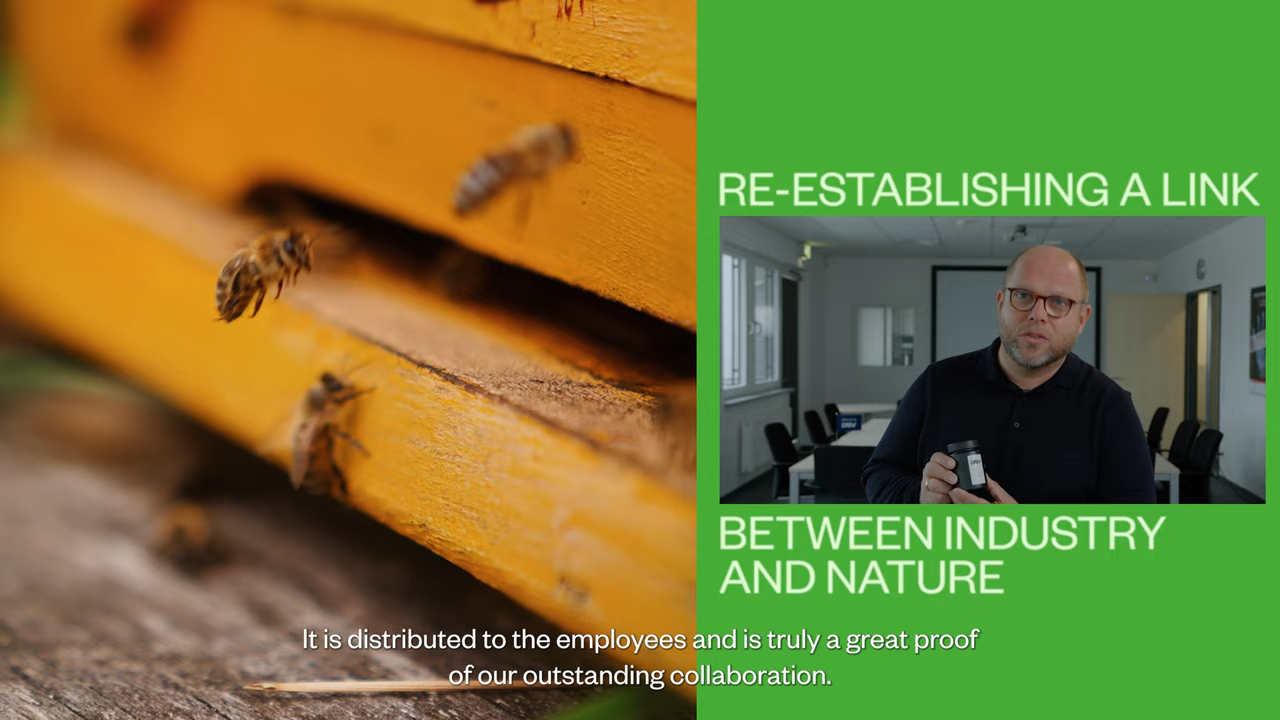 RE-ESTABLISHING A LINK
BETWEEN INDUSTRY
AND NATURE
It is distributed to the employees and is truly a great proof
of our outstanding collaboration.